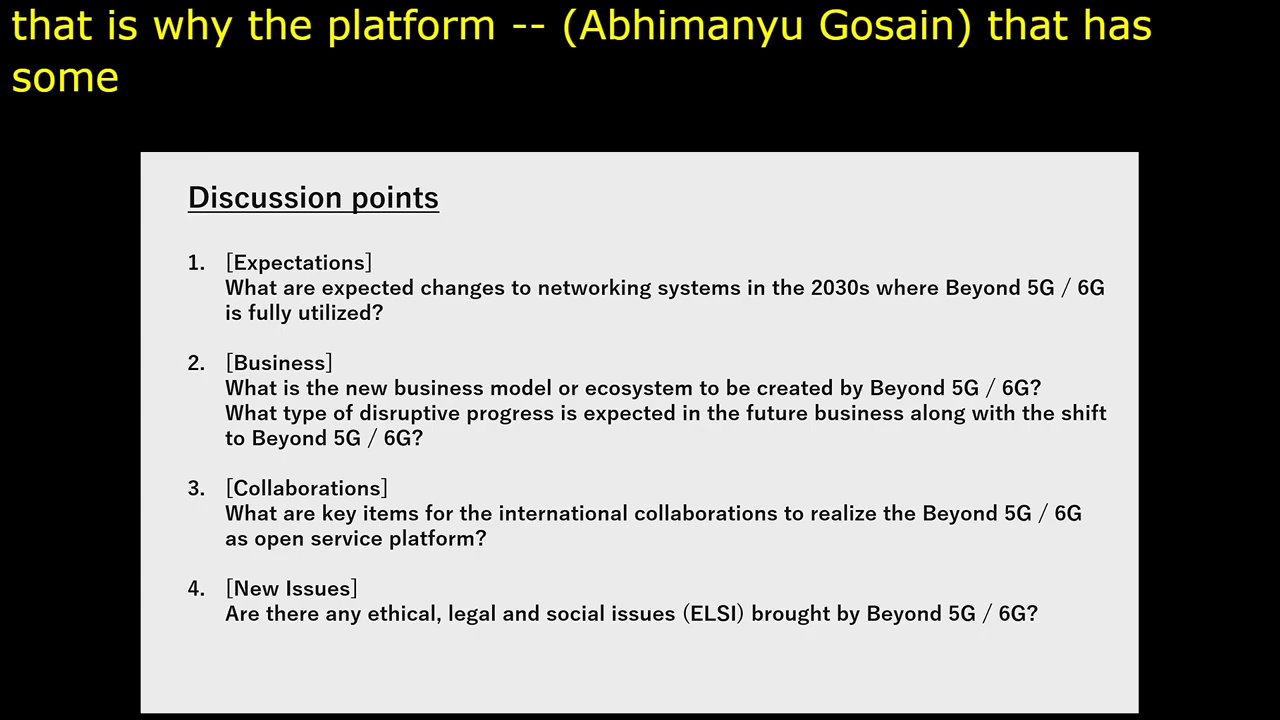 that is why the platform -- (Abhimanyu Gosain) that has
some
Discussion points
1. [Expectations]
What are expected changes to networking systems in the 2030s where Beyond 5G / 6G
is fully utilized?
2. [Business]
What is the new business model or ecosystem to be created by Beyond 5G / 6G?
What type of disruptive progress is expected in the future business along with the shift
to Beyond 5G / 6G?
3. [Collaborations]
What are key items for the international collaborations to realize the Beyond 5G / 6G
as open service platform?
4. [New Issues]
Are there any ethical, legal and social issues (ELSI) brought by Beyond 5G / 6G?